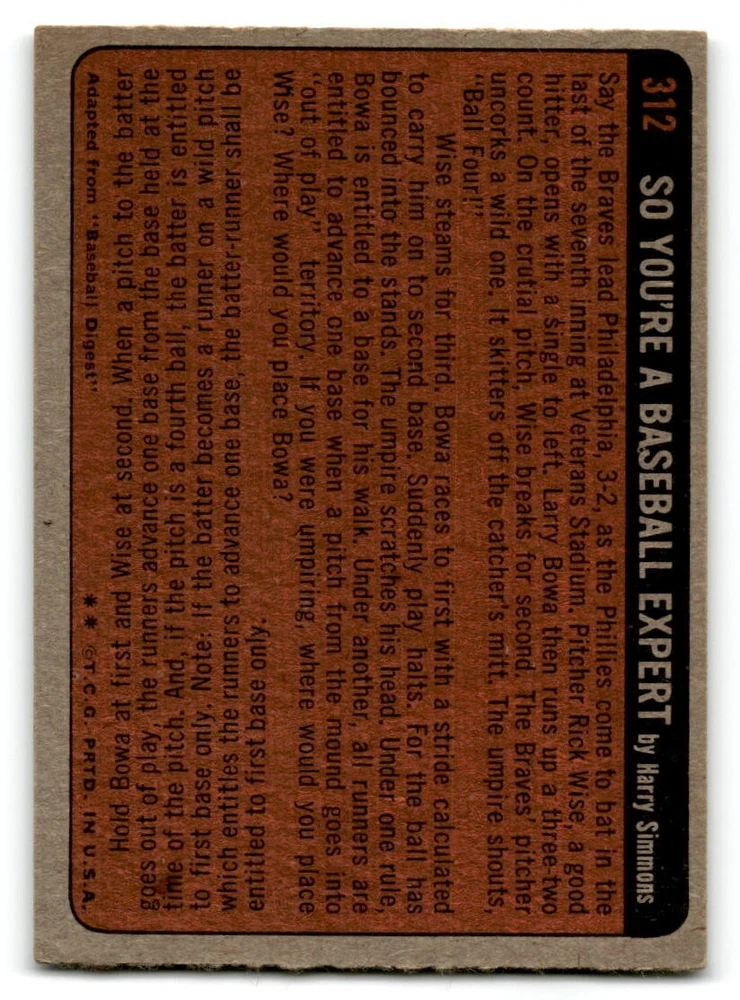 312 SO YOU'RE A BASEBALL EXPERT by Harry Simmons
Say the Braves lead Philadelphia, 3-2, as the Phillies come to bat in the
last of the seventh inning at Veterans Stadium. Pitcher Rick Wise, a good
hitter, opens with a single to left. Larry Bowa then runs up a three-two
count. On the crutial pitch, Wise breaks for second. The Braves' pitcher
uncorks a wild one. It skitters off the catcher's mitt. The umpire shouts,
"Ball Four!"
Wise steams for third. Bowa races to first with a stride calculated
to carry him on to second base. Suddenly play halts. For the ball has
bounced into the stands. The umpire scratches his head. Under one rule,
Bowa is entitled to a base for his walk. Under another, all runners are
entitled to advance one base when a pitch from the mound goes into
"out of play" territory. If you were umpiring, where would you place
Wise? Where would you place Bowa?
Hold Bowa at first and Wise at second. When a pitch to the batter
goes out of play, the runners advance one base from the base held at the
time of the pitch. And, if the pitch is a fourth ball, the batter is entitled
to first base only. Note: If the batter becomes a runner on a wild pitch
which entitles the runners to advance one base, the batter-runner shall be
entitled to first base only.
Adapted from "Baseball Digest"
** ©T.C.G. PRTD. IN U.S.A.